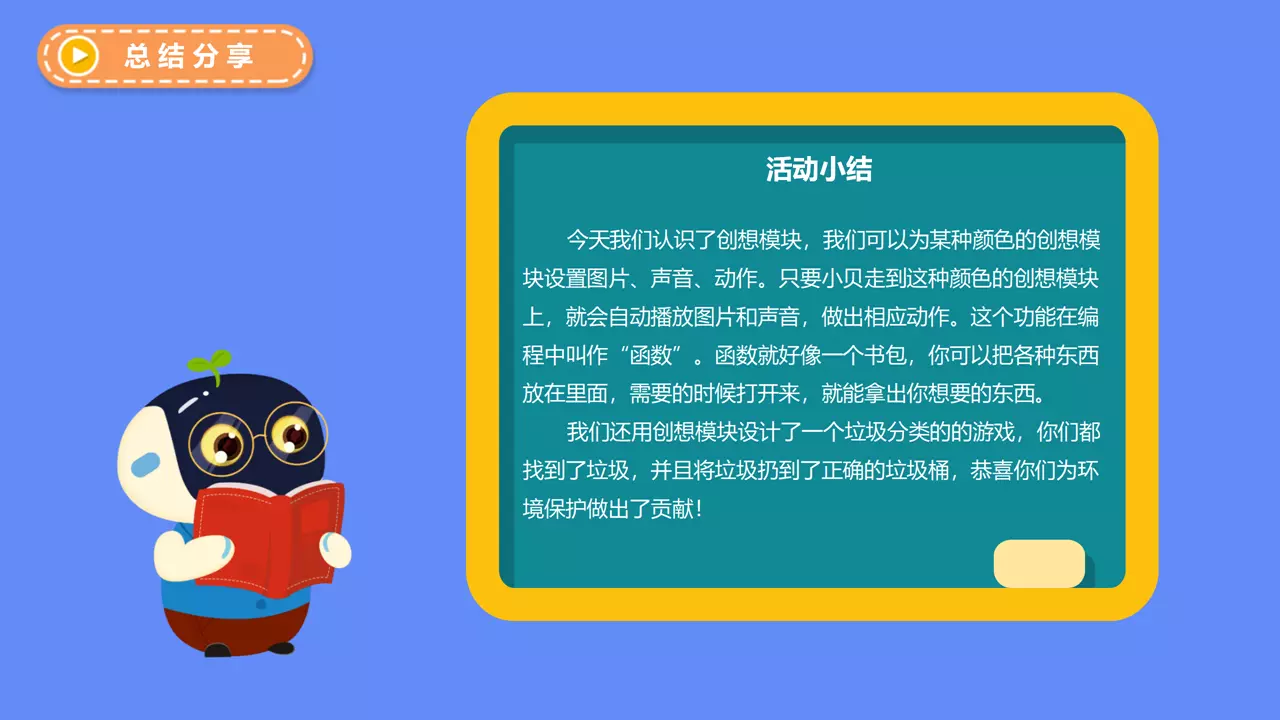 总结分享
活动小结
今天我们认识了创想模块，我们可以为某种颜色的创想模
块设置图片、声音、动作。只要小贝走到这种颜色的创想模块
上，就会自动播放图片和声音，做出相应动作。这个功能在编
程中叫作“函数”。函数就好像一个书包，你可以把各种东西
放在里面，需要的时候打开来，就能拿出你想要的东西。
我们还用创想模块设计了一个垃圾分类的的游戏，你们都
找到了垃圾，并且将垃圾扔到了正确的垃圾桶，恭喜你们为环
境保护做出了贡献！